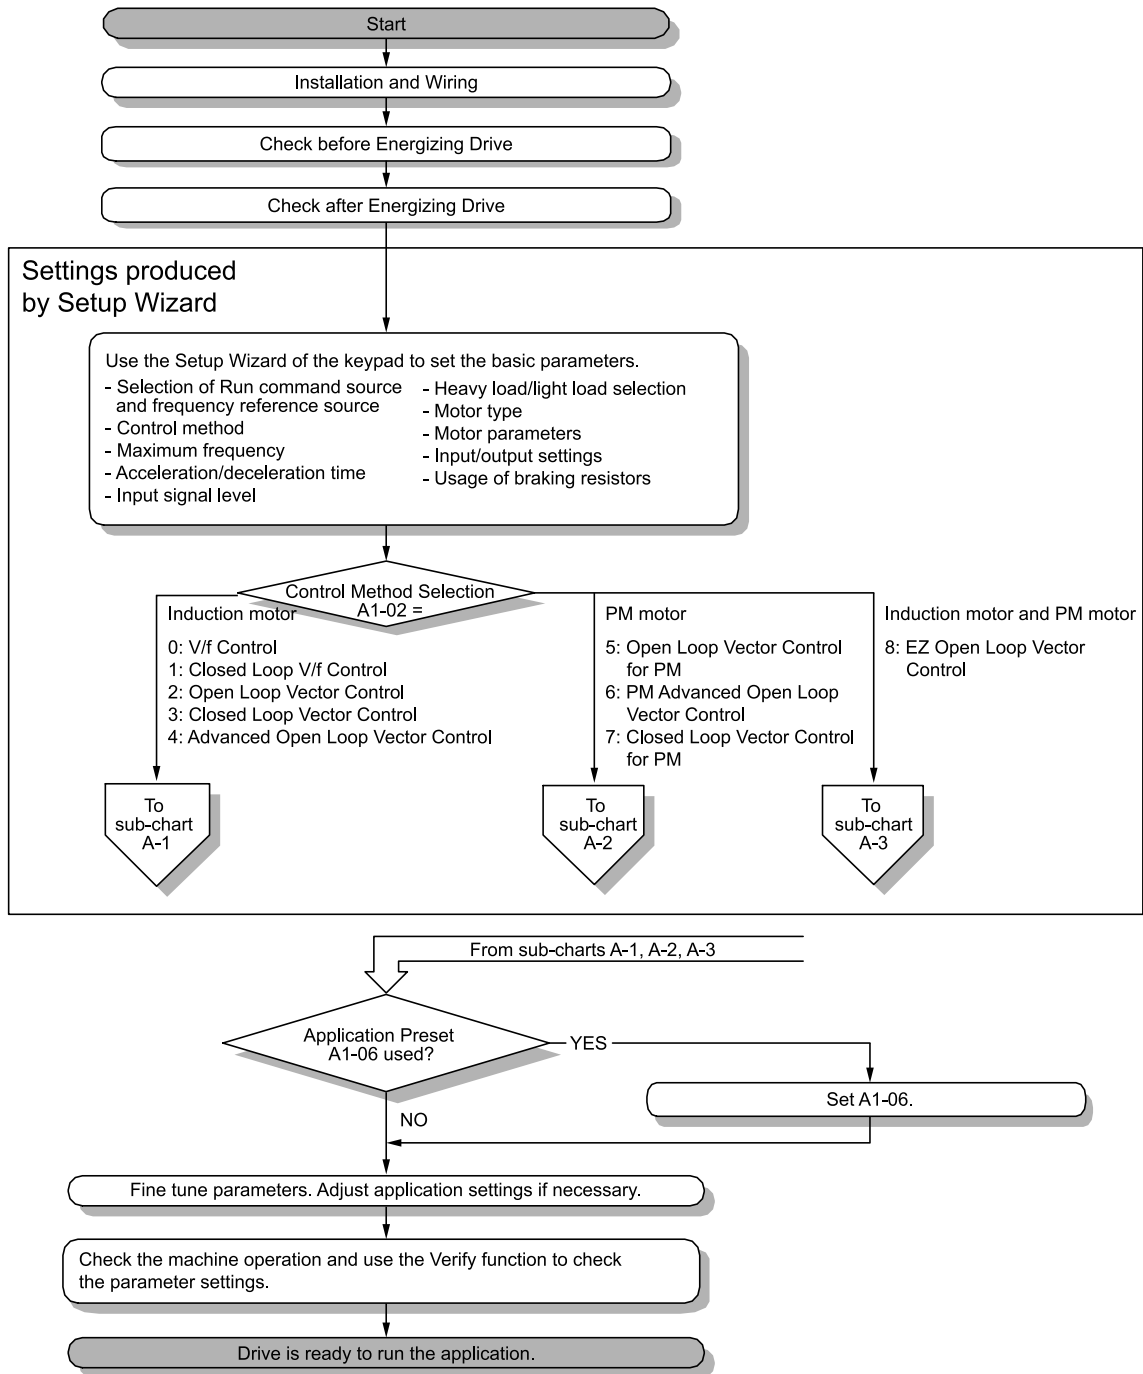 Start
Installation and Wiring
Check before Energizing Drive
Check after Energizing Drive
Settings produced
by Setup Wizard
Use the Setup Wizard of the keypad to set the basic parameters.
- Selection of Run command source
and frequency reference source
- Control method
- Maximum frequency
- Acceleration/deceleration time
- Input signal level
- Heavy load/light load selection
- Motor type
- Motor parameters
- Input/output settings
- Usage of braking resistors
Control Method Selection
A1-02 =
Induction motor
0: V/f Control
1: Closed Loop V/f Control
2: Open Loop Vector Control
3: Closed Loop Vector Control
4: Advanced Open Loop Vector Control
PM motor
5: Open Loop Vector Control
for PM
6: PM Advanced Open Loop
Vector Control
7: Closed Loop Vector Control
for PM
Induction motor and PM motor
8: EZ Open Loop Vector
Control
To
sub-chart
A-1
To
sub-chart
A-2
To
sub-chart
A-3
From sub-charts A-1, A-2, A-3
Application Preset
A1-06 used?
YES
Set A1-06.
NO
Fine tune parameters. Adjust application settings if necessary.
Check the machine operation and use the Verify function to check
the parameter settings.
Drive is ready to run the application.